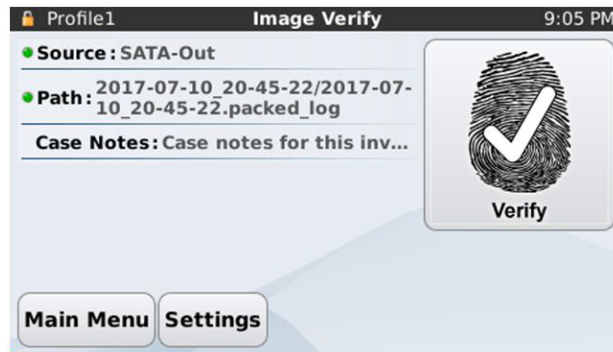 Profile1 Image Verify 9:05 PM
Source: SATA-Out
Path: 2017-07-10_20-45-22/2017-07-
10_20-45-22.packed_log
Case Notes: Case notes for this inv...
Verify
Main Menu Settings